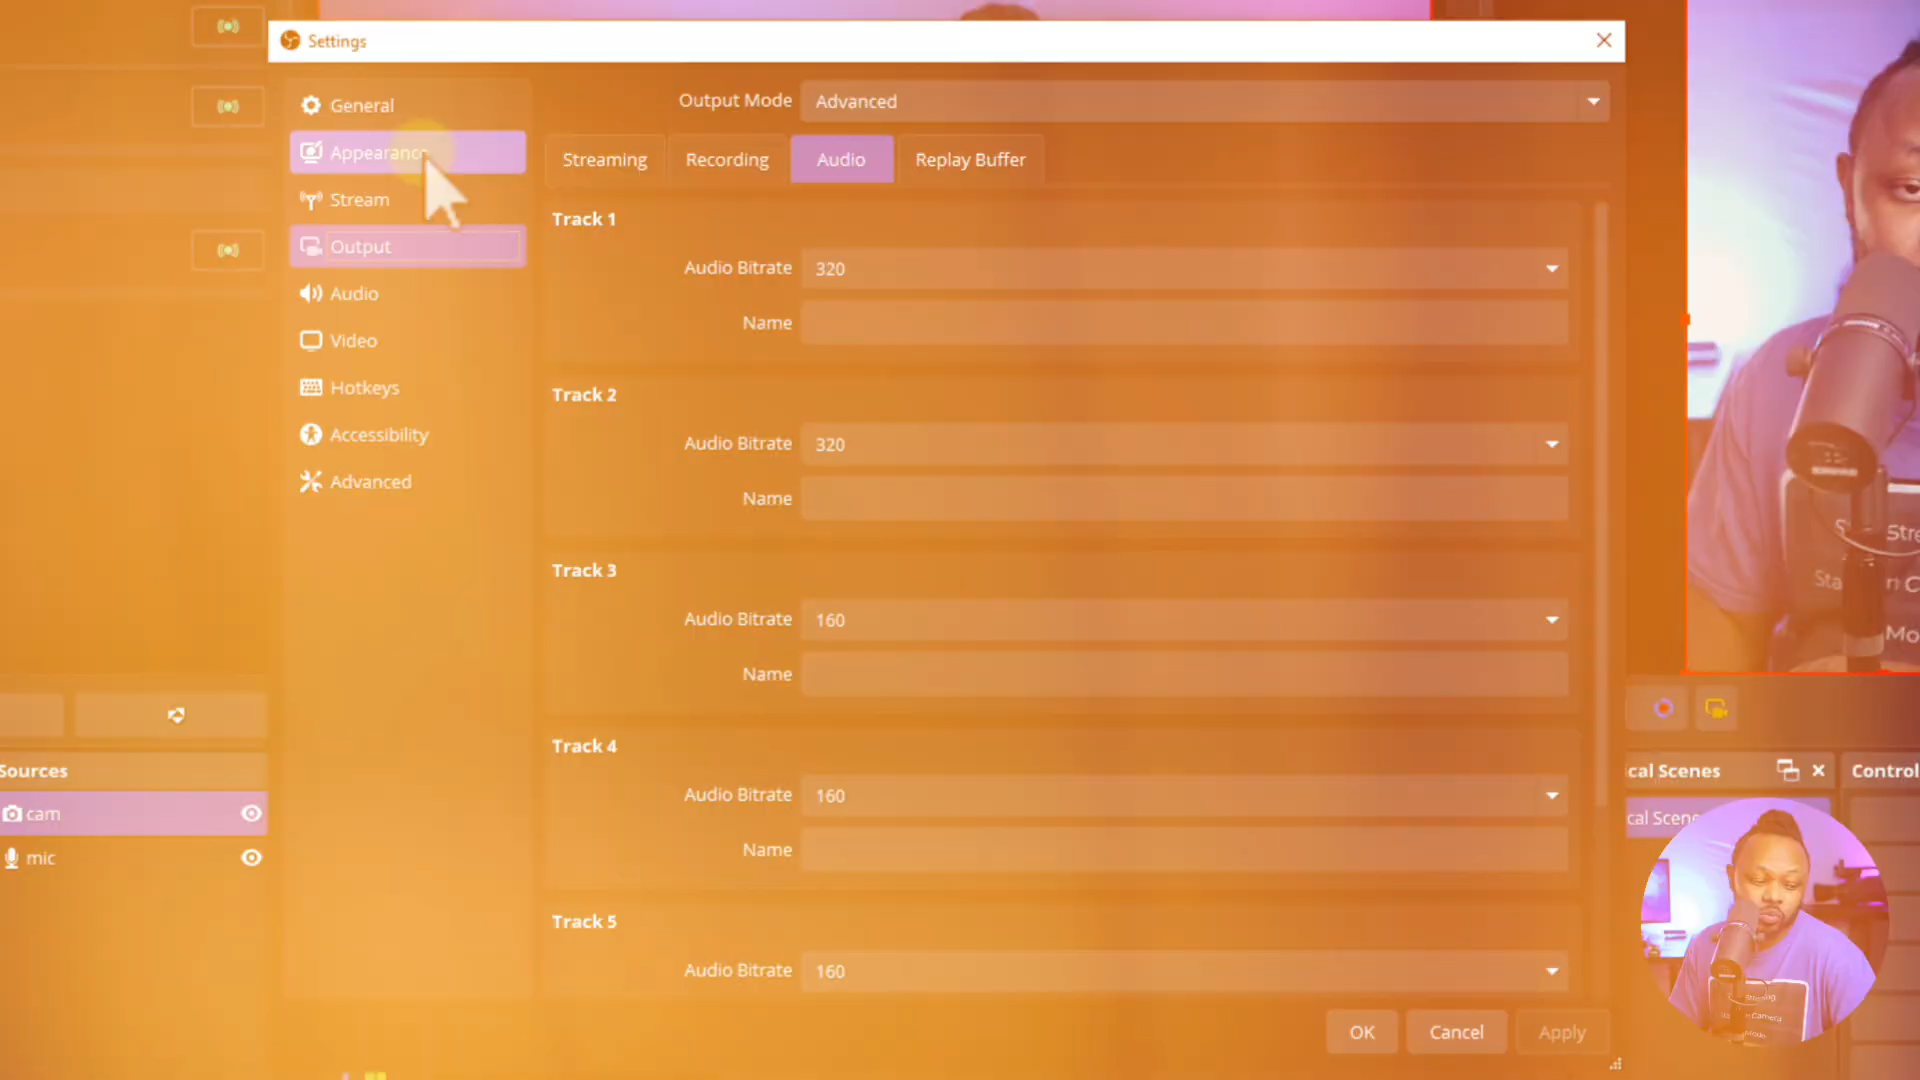 Settings
General
Appearance
Stream
Output
Audio
Video
Hotkeys
Accessibility
Advanced
Output Mode
Advanced
Streaming
Recording
Audio
Replay Buffer
Track 1
Audio Bitrate
320
Name
Track 2
Audio Bitrate
320
Name
Track 3
Audio Bitrate
160
Name
Track 4
Audio Bitrate
160
Name
Track 5
Audio Bitrate
160
OK
Cancel
Apply
Sources
cam
mic
cal Scenes
Control
cal Scene